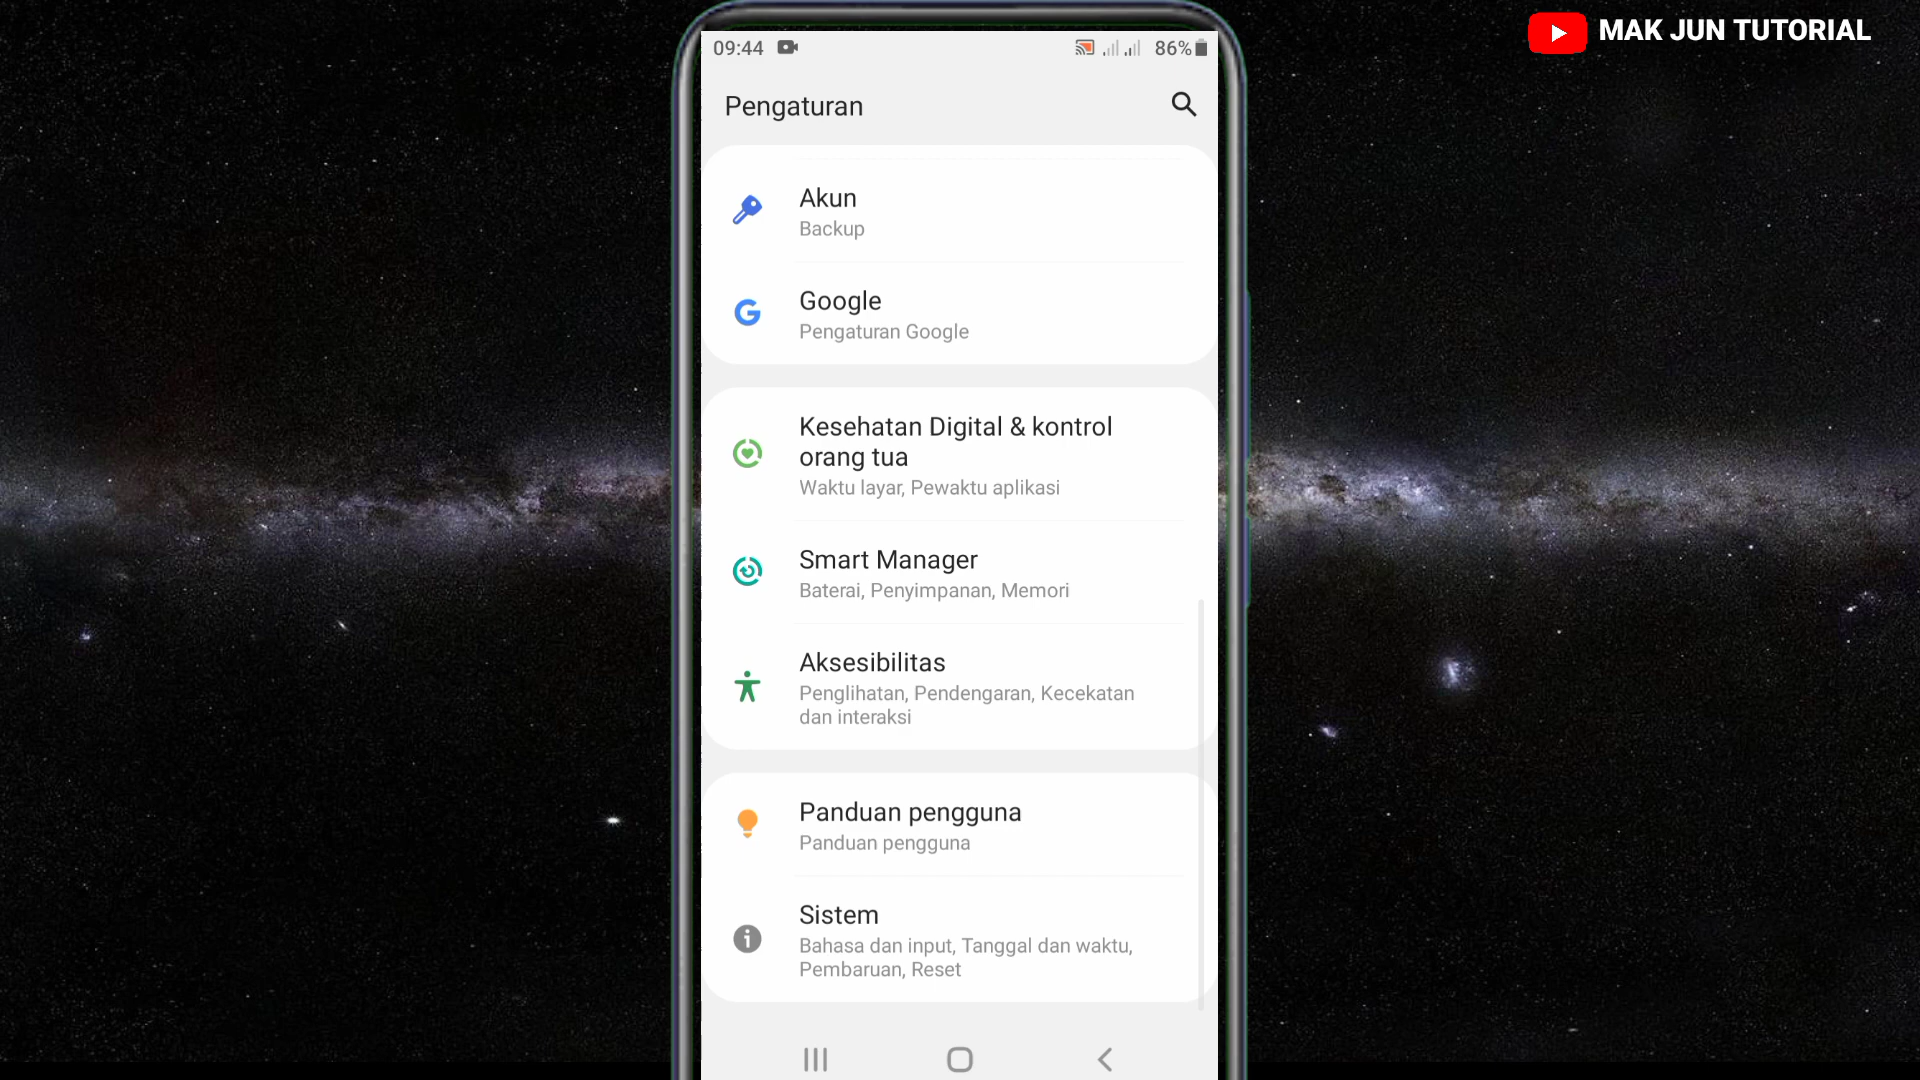 MAK JUN TUTORIAL
09:44
86%
Pengaturan
Akun
Backup
Google
Pengaturan Google
Kesehatan Digital & kontrol
orang tua
Waktu layar, Pewaktu aplikasi
Smart Manager
Baterai, Penyimpanan, Memori
Aksesibilitas
Penglihatan, Pendengaran, Kecekatan
dan interaksi
Panduan pengguna
Panduan pengguna
Sistem
Bahasa dan input, Tanggal dan waktu,
Pembaruan, Reset